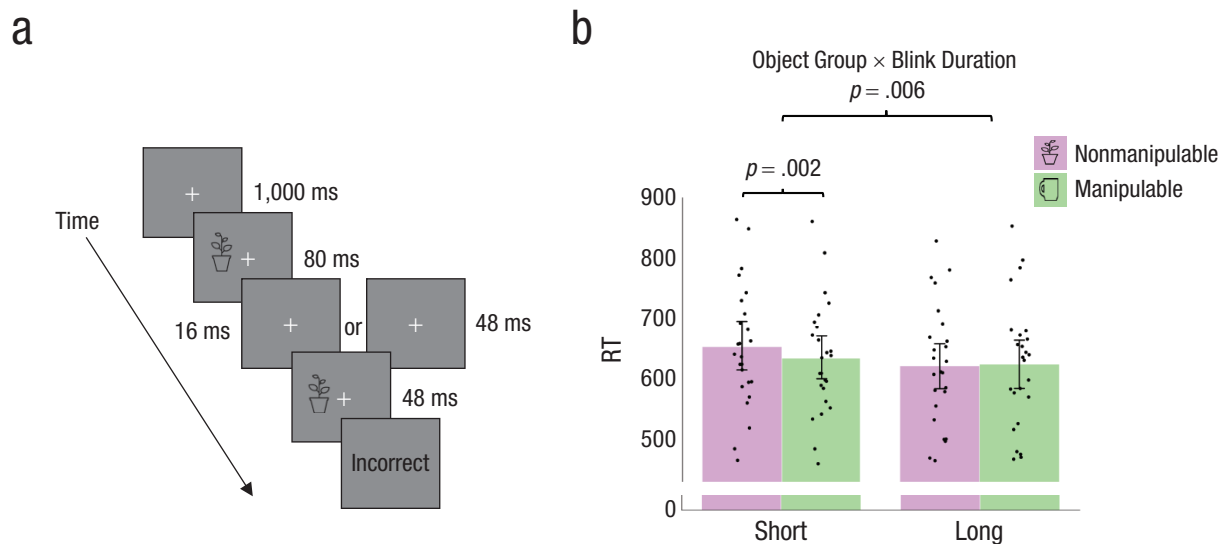 a
Time
1,000 ms
80 ms
16 ms
or
48 ms
48 ms
Incorrect
b
Object Group × Blink Duration
p = .006
p = .002
Nonmanipulable
Manipulable
RT
900
800
700
600
500
0
Short
Long